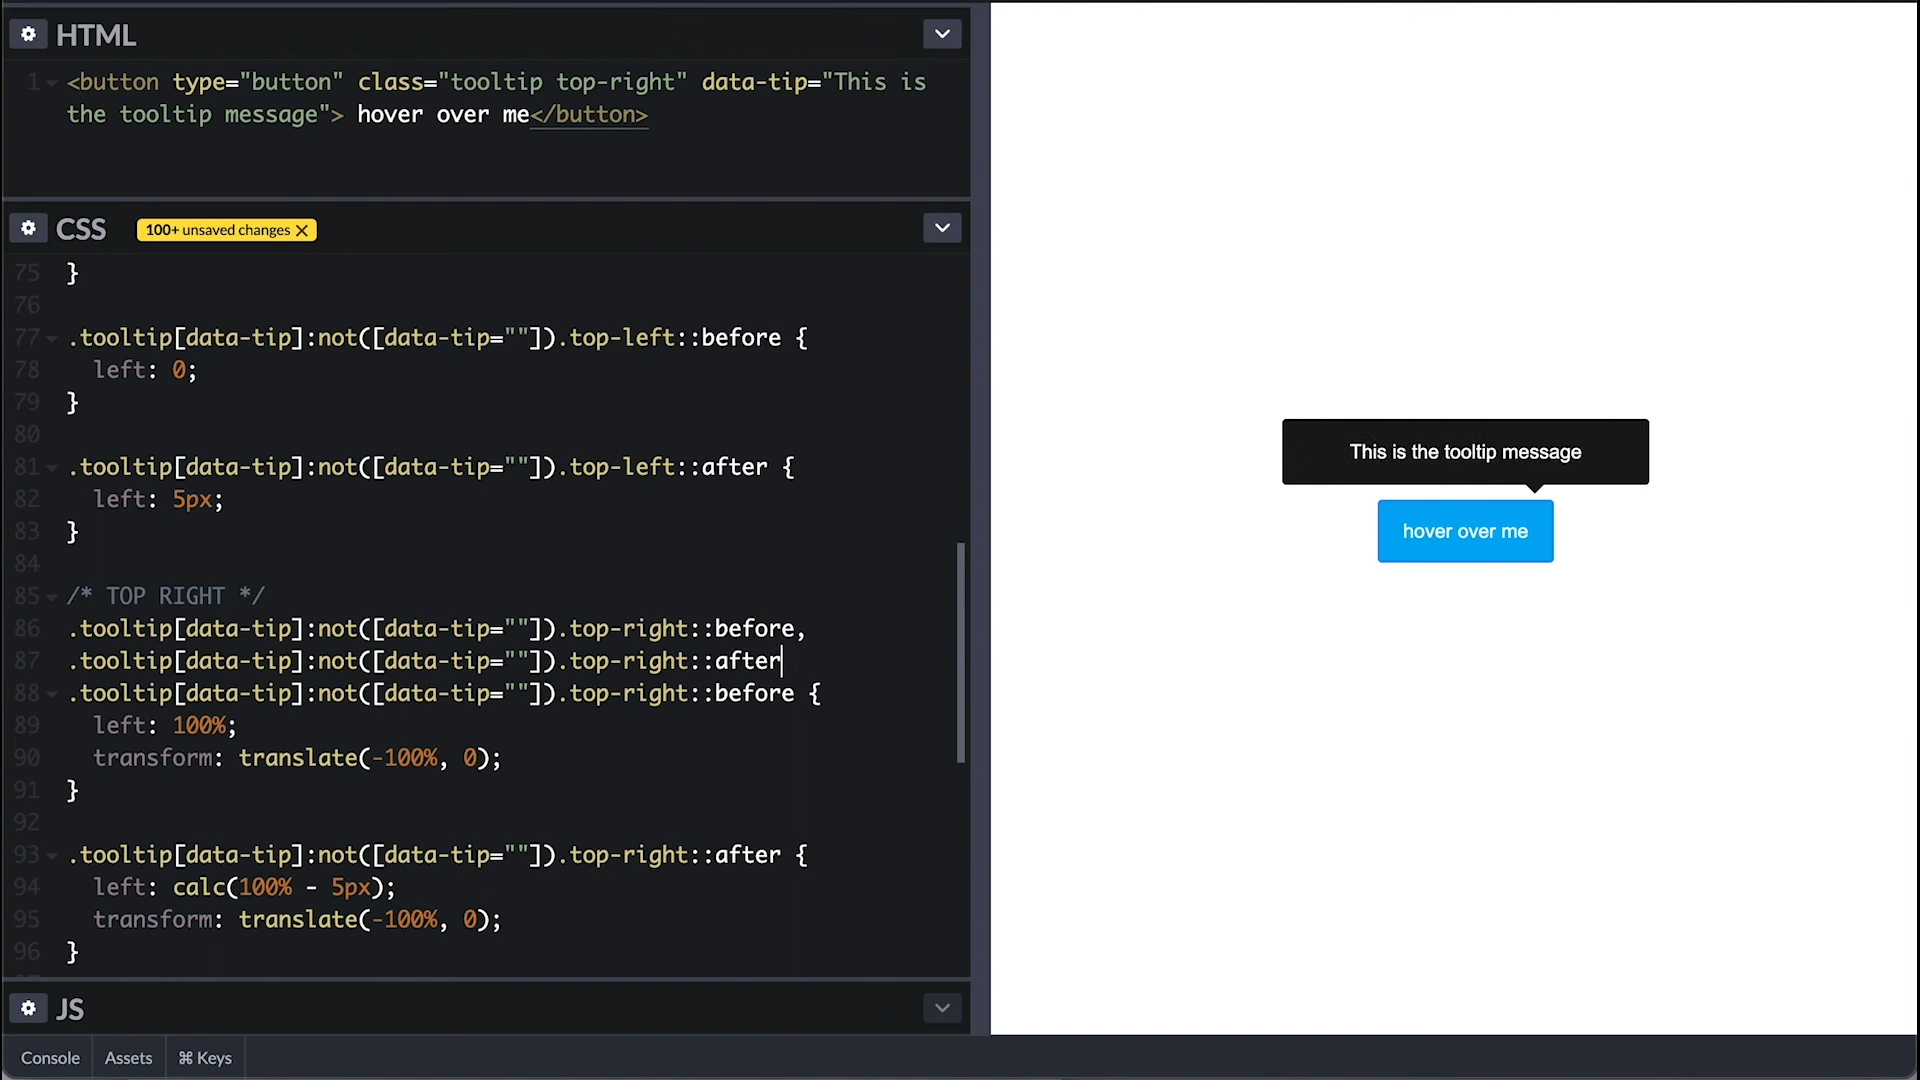 HTML
1 <button type="button" class="tooltip top-right" data-tip="This is
the tooltip message"> hover over me</button>
CSS 100+ unsaved changes
75 }
76
77 .tooltip[data-tip]:not([data-tip=""]).top-left::before {
78 left: 0;
79 }
80
81 .tooltip[data-tip]:not([data-tip=""]).top-left::after {
82 left: 5px;
83 }
84
85 /* TOP RIGHT */
86 .tooltip[data-tip]:not([data-tip=""]).top-right::before,
87 .tooltip[data-tip]:not([data-tip=""]).top-right::after
88 .tooltip[data-tip]:not([data-tip=""]).top-right::before {
89 left: 100%;
90 transform: translate(-100%, 0);
91 }
92
93 .tooltip[data-tip]:not([data-tip=""]).top-right::after {
94 left: calc(100% - 5px);
95 transform: translate(-100%, 0);
96 }
JS
Console Assets ⌘ Keys
This is the tooltip message
hover over me